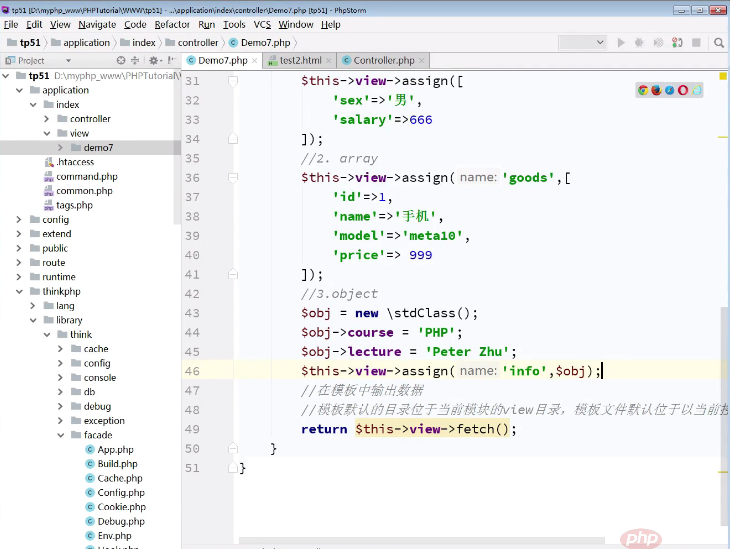 tp51 - [D:\myphp_www\PHPTutorial\WWW\tp51] - ...\application\index\controller\Demo7.php [tp51] - PhpStorm
File Edit View Navigate Code Refactor Run Tools VCS Window Help
tp51 application index controller Demo7.php
Project Demo7.php test2.html Controller.php
tp51 D:\myphp_www\PHPTutorial\W
application
index
controller
view
demo7
.htaccess
command.php
common.php
tags.php
config
extend
public
route
runtime
thinkphp
lang
library
think
cache
config
console
db
debug
exception
facade
App.php
Build.php
Cache.php
Config.php
Cookie.php
Debug.php
Env.php
31 $this->view->assign([
32 'sex'=>'男',
33 'salary'=>666
34 ]);
35 //2. array
36 $this->view->assign( name: 'goods',[
37 'id'=>1,
38 'name'=>'手机',
39 'model'=>'meta10',
40 'price'=> 999
41 ]);
42 //3.object
43 $obj = new \stdClass();
44 $obj->course = 'PHP';
45 $obj->lecture = 'Peter Zhu';
46 $this->view->assign( name: 'info',$obj);
47 //在模板中输出数据
48 //模板默认的目录位于当前模块的view目录，模板文件默认位于以当前
49 return $this->view->fetch();
50 }
51 }
php